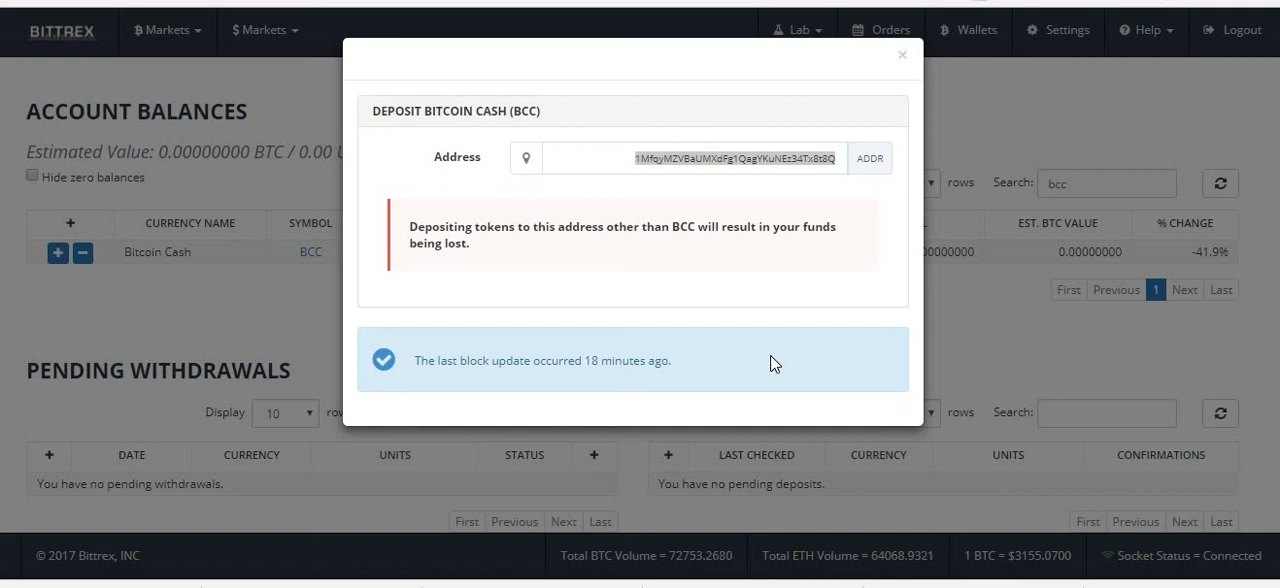 BITTREX
Ƀ Markets
$ Markets
Lab
Orders
Ƀ Wallets
Settings
Help
Logout
×
ACCOUNT BALANCES
DEPOSIT BITCOIN CASH (BCC)
Estimated Value: 0.00000000 BTC / 0.00
Address
1MfqyMZVBaUMXdFg1QagYKuNEz34Tx8t8Q
ADDR
Hide zero balances
rows
Search: bcc
Depositing tokens to this address other than BCC will result in your funds
being lost.
+ CURRENCY NAME SYMBOL EST. BTC VALUE % CHANGE
+ − Bitcoin Cash BCC 00000000 0.00000000 -41.9%
First Previous 1 Next Last
The last block update occurred 18 minutes ago.
PENDING WITHDRAWALS
Display 10
rows
Search:
+ DATE CURRENCY UNITS STATUS +
You have no pending withdrawals.
First Previous Next Last
+ LAST CHECKED CURRENCY UNITS CONFIRMATIONS
You have no pending deposits.
First Previous Next Last
© 2017 Bittrex, INC
Total BTC Volume = 72753.2680
Total ETH Volume = 64068.9321
1 BTC = $3155.0700
Socket Status = Connected